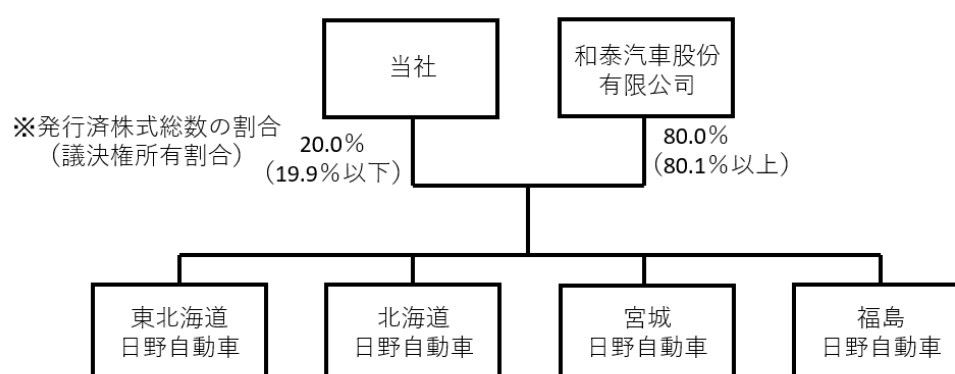 当社
和泰汽車股份
有限公司
※発行済株式総数の割合
（議決権所有割合）
20.0％
（19.9％以下）
80.0％
（80.1％以上）
東北海道
日野自動車
北海道
日野自動車
宮城
日野自動車
福島
日野自動車